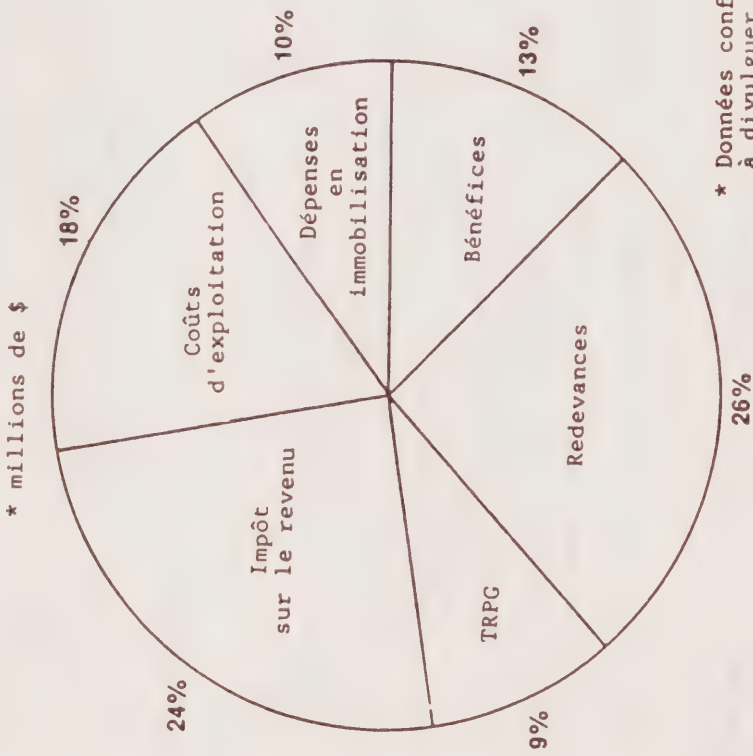 * millions de $
18%
Coûts
d'exploitation
10%
Dépenses
en
immobilisation
13%
Bénéfices
26%
Redevances
9%
TRPG
24%
Impôt
sur le revenu
* Données conf
à divulguer